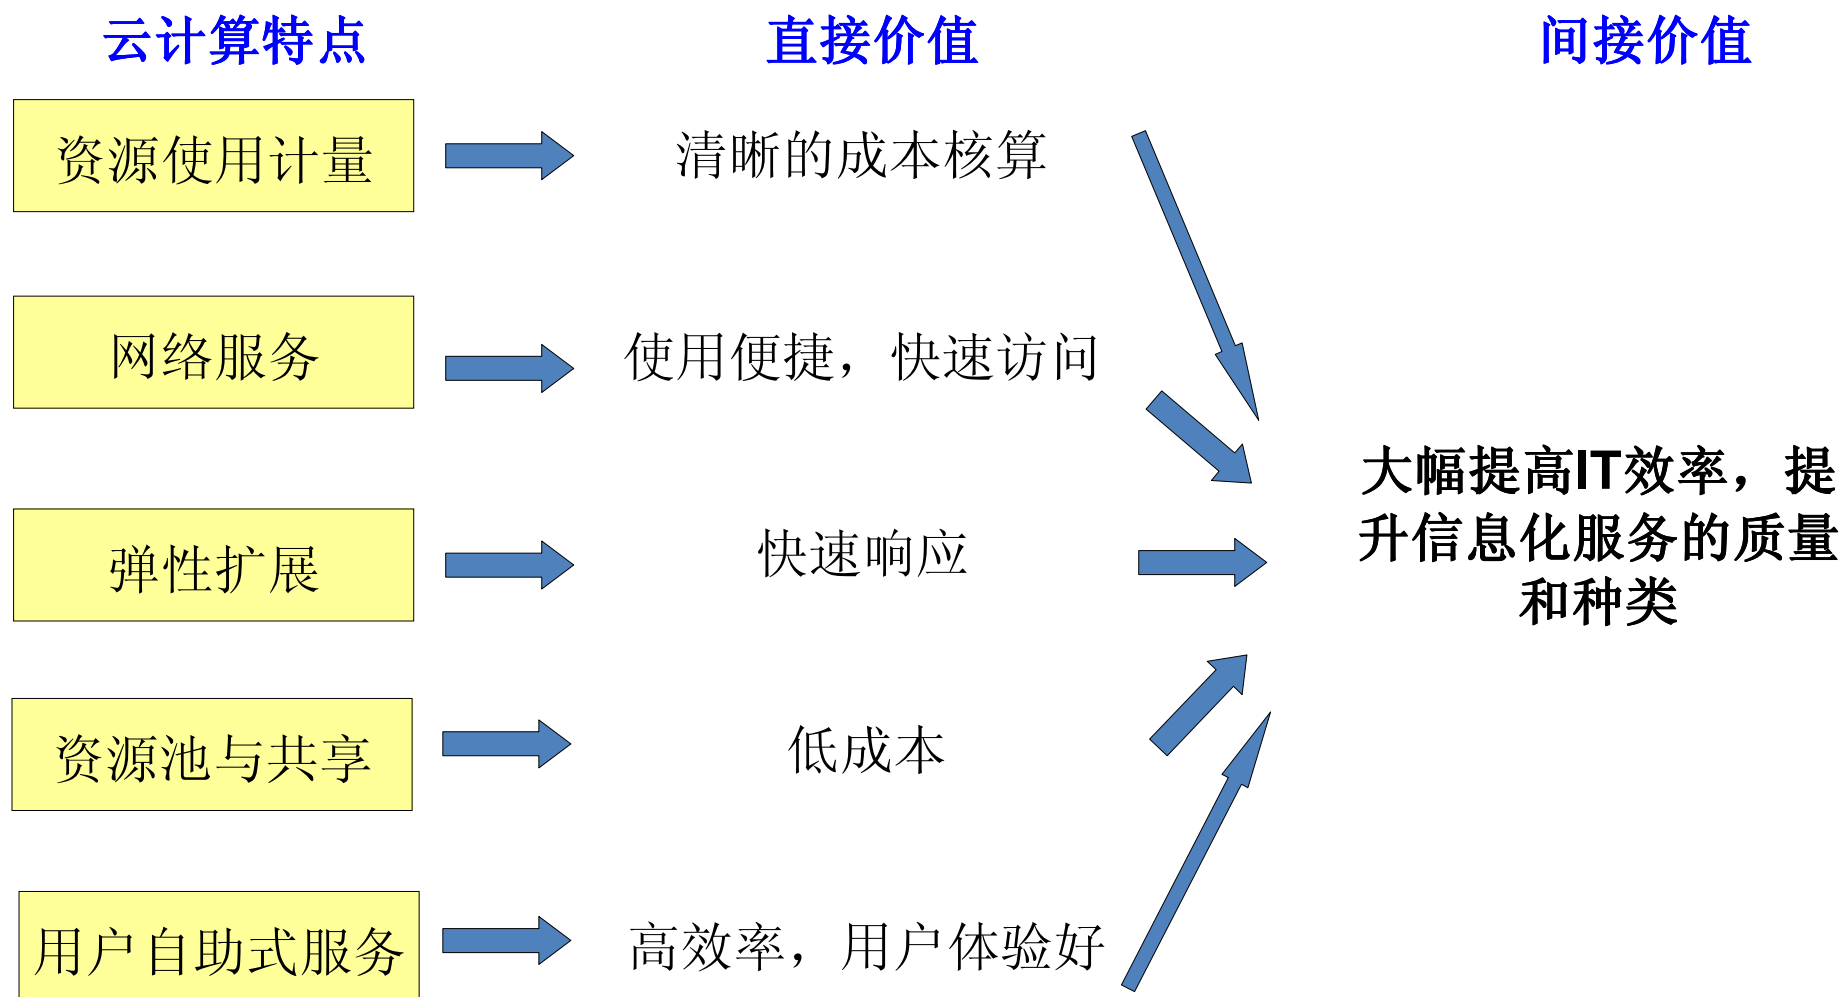 云计算特点
直接价值
间接价值
资源使用计量
清晰的成本核算
网络服务
使用便捷，快速访问
弹性扩展
快速响应
资源池与共享
低成本
用户自助式服务
高效率，用户体验好
大幅提高IT效率，提
升信息化服务的质量
和种类